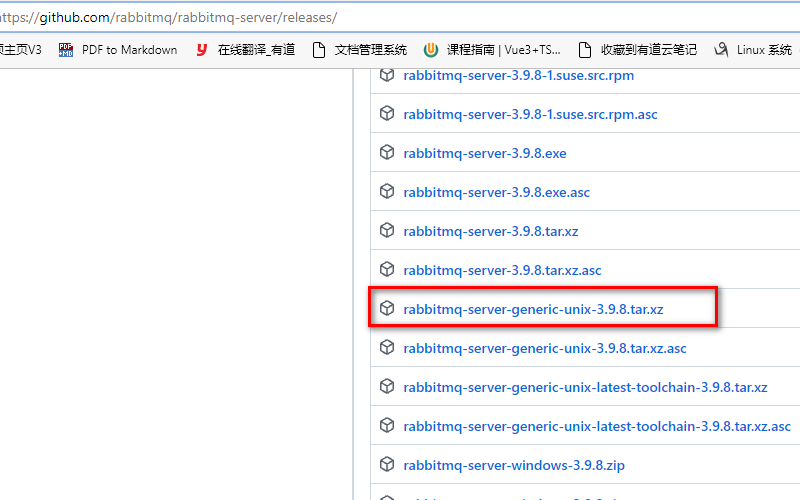 https://github.com/rabbitmq/rabbitmq-server/releases/
主页V3 PDF to Markdown 在线翻译_有道 文档管理系统 课程指南 | Vue3+TS... 收藏到有道云笔记 Linux 系统
rabbitmq-server-3.9.8-1.suse.src.rpm
rabbitmq-server-3.9.8-1.suse.src.rpm.asc
rabbitmq-server-3.9.8.exe
rabbitmq-server-3.9.8.exe.asc
rabbitmq-server-3.9.8.tar.xz
rabbitmq-server-3.9.8.tar.xz.asc
rabbitmq-server-generic-unix-3.9.8.tar.xz
rabbitmq-server-generic-unix-3.9.8.tar.xz.asc
rabbitmq-server-generic-unix-latest-toolchain-3.9.8.tar.xz
rabbitmq-server-generic-unix-latest-toolchain-3.9.8.tar.xz.asc
rabbitmq-server-windows-3.9.8.zip